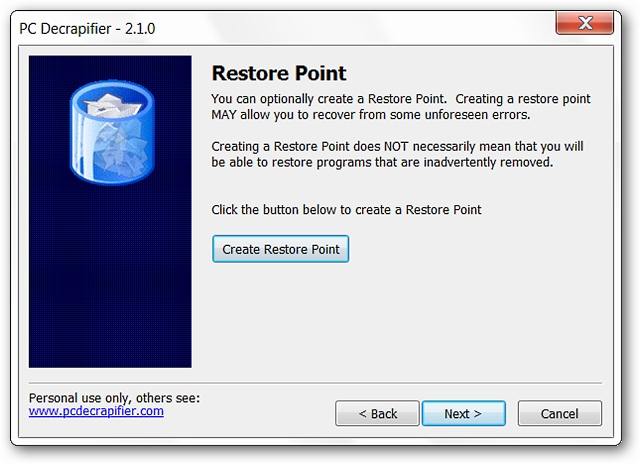 PC Decrapifier - 2.1.0
Restore Point
You can optionally create a Restore Point.  Creating a restore point
MAY allow you to recover from some unforeseen errors.
Creating a Restore Point does NOT necessarily mean that you will
be able to restore programs that are inadvertently removed.
Click the button below to create a Restore Point
Create Restore Point
Personal use only, others see:
www.pcdecrapifier.com
< Back
Next >
Cancel